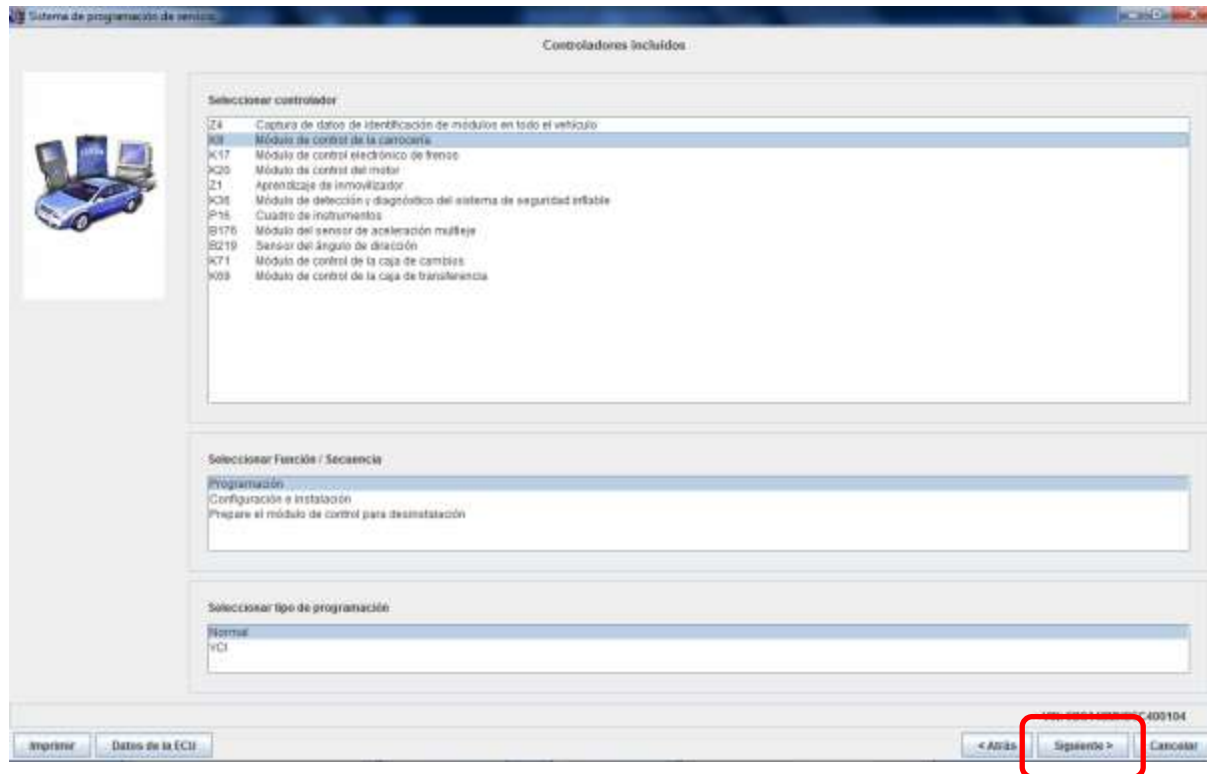 Sistema de programación de servicio
Controladores incluidos
Seleccionar controlador
Z4 Captura de datos de identificación de módulos en todo el vehículo
K9 Módulo de control de la carrocería
K17 Módulo de control electrónico de frenos
K20 Módulo de control del motor
Z1 Aprendizaje de inmovilizador
K36 Módulo de detección y diagnóstico del sistema de seguridad inflable
P16 Cuadro de instrumentos
B176 Módulo del sensor de aceleración multieje
B219 Sensor del ángulo de dirección
K71 Módulo de control de la caja de cambios
K69 Módulo de control de la caja de transferencia
Seleccionar Función / Secuencia
Programación
Configuración e instalación
Prepare el módulo de control para desinstalación
Seleccionar tipo de programación
Normal
VCI
400104
Imprimir Datos de la ECU < Atrás Siguiente > Cancelar